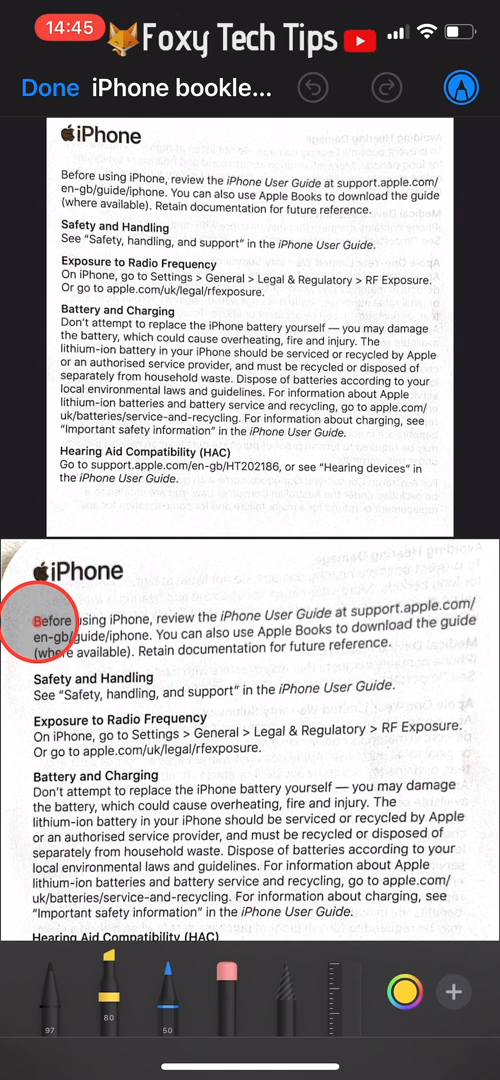 14:45
Foxy Tech Tips
Done iPhone bookle...
iPhone
Before using iPhone, review the iPhone User Guide at support.apple.com/
en-gb/guide/iphone. You can also use Apple Books to download the guide
(where available). Retain documentation for future reference.
Safety and Handling
See “Safety, handling, and support” in the iPhone User Guide.
Exposure to Radio Frequency
On iPhone, go to Settings > General > Legal & Regulatory > RF Exposure.
Or go to apple.com/uk/legal/rfexposure.
Battery and Charging
Don’t attempt to replace the iPhone battery yourself — you may damage
the battery, which could cause overheating, fire and injury. The
lithium-ion battery in your iPhone should be serviced or recycled by Apple
or an authorised service provider, and must be recycled or disposed of
separately from household waste. Dispose of batteries according to your
local environmental laws and guidelines. For information about Apple
lithium-ion batteries and battery service and recycling, go to apple.com/
uk/batteries/service-and-recycling. For information about charging, see
“Important safety information” in the iPhone User Guide.
Hearing Aid Compatibility (HAC)
Go to support.apple.com/en-gb/HT202186, or see “Hearing devices” in
the iPhone User Guide.
iPhone
Before using iPhone, review the iPhone User Guide at support.apple.com/
en-gb/guide/iphone. You can also use Apple Books to download the guide
(where available). Retain documentation for future reference.
Safety and Handling
See “Safety, handling, and support” in the iPhone User Guide.
Exposure to Radio Frequency
On iPhone, go to Settings > General > Legal & Regulatory > RF Exposure.
Or go to apple.com/uk/legal/rfexposure.
Battery and Charging
Don’t attempt to replace the iPhone battery yourself — you may damage
the battery, which could cause overheating, fire and injury. The
lithium-ion battery in your iPhone should be serviced or recycled by Apple
or an authorised service provider, and must be recycled or disposed of
separately from household waste. Dispose of batteries according to your
local environmental laws and guidelines. For information about Apple
lithium-ion batteries and battery service and recycling, go to apple.com/
uk/batteries/service-and-recycling. For information about charging, see
“Important safety information” in the iPhone User Guide.
Hearing Aid Compatibility (HAC)
97 80 50